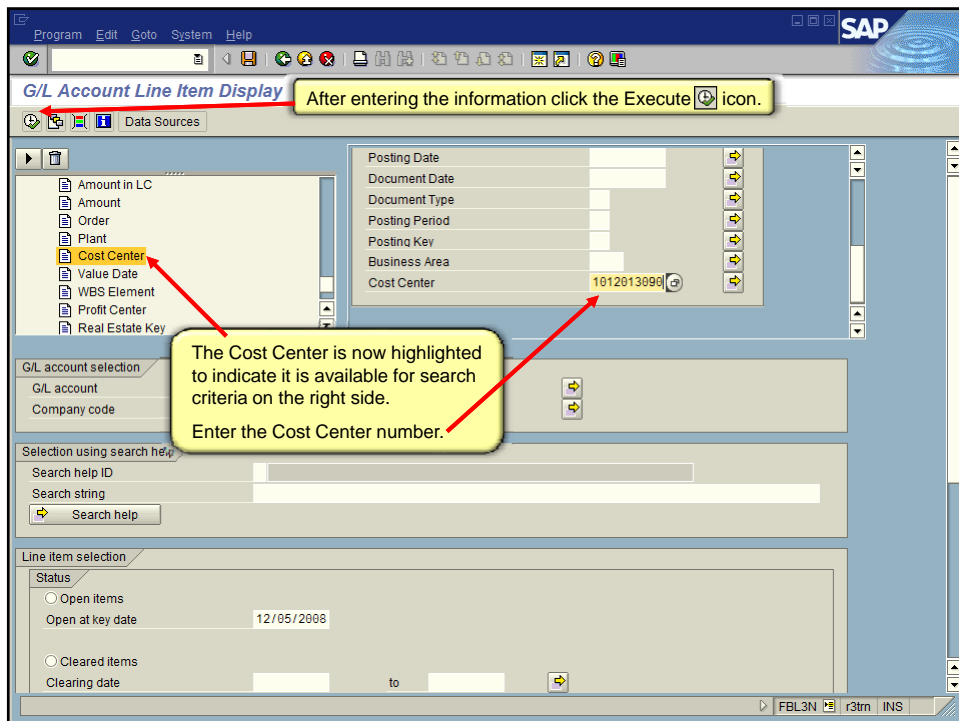 Program Edit Goto System Help
SAP
G/L Account Line Item Display
After entering the information click the Execute icon.
Data Sources
Amount in LC
Amount
Order
Plant
Cost Center
Value Date
WBS Element
Profit Center
Real Estate Key
Posting Date
Document Date
Document Type
Posting Period
Posting Key
Business Area
Cost Center 1012013090
The Cost Center is now highlighted
to indicate it is available for search
criteria on the right side.
Enter the Cost Center number.
G/L account selection
G/L account
Company code
Selection using search help
Search help ID
Search string
Search help
Line item selection
Status
Open items
Open at key date 12/05/2008
Cleared items
Clearing date to
FBL3N r3trn INS